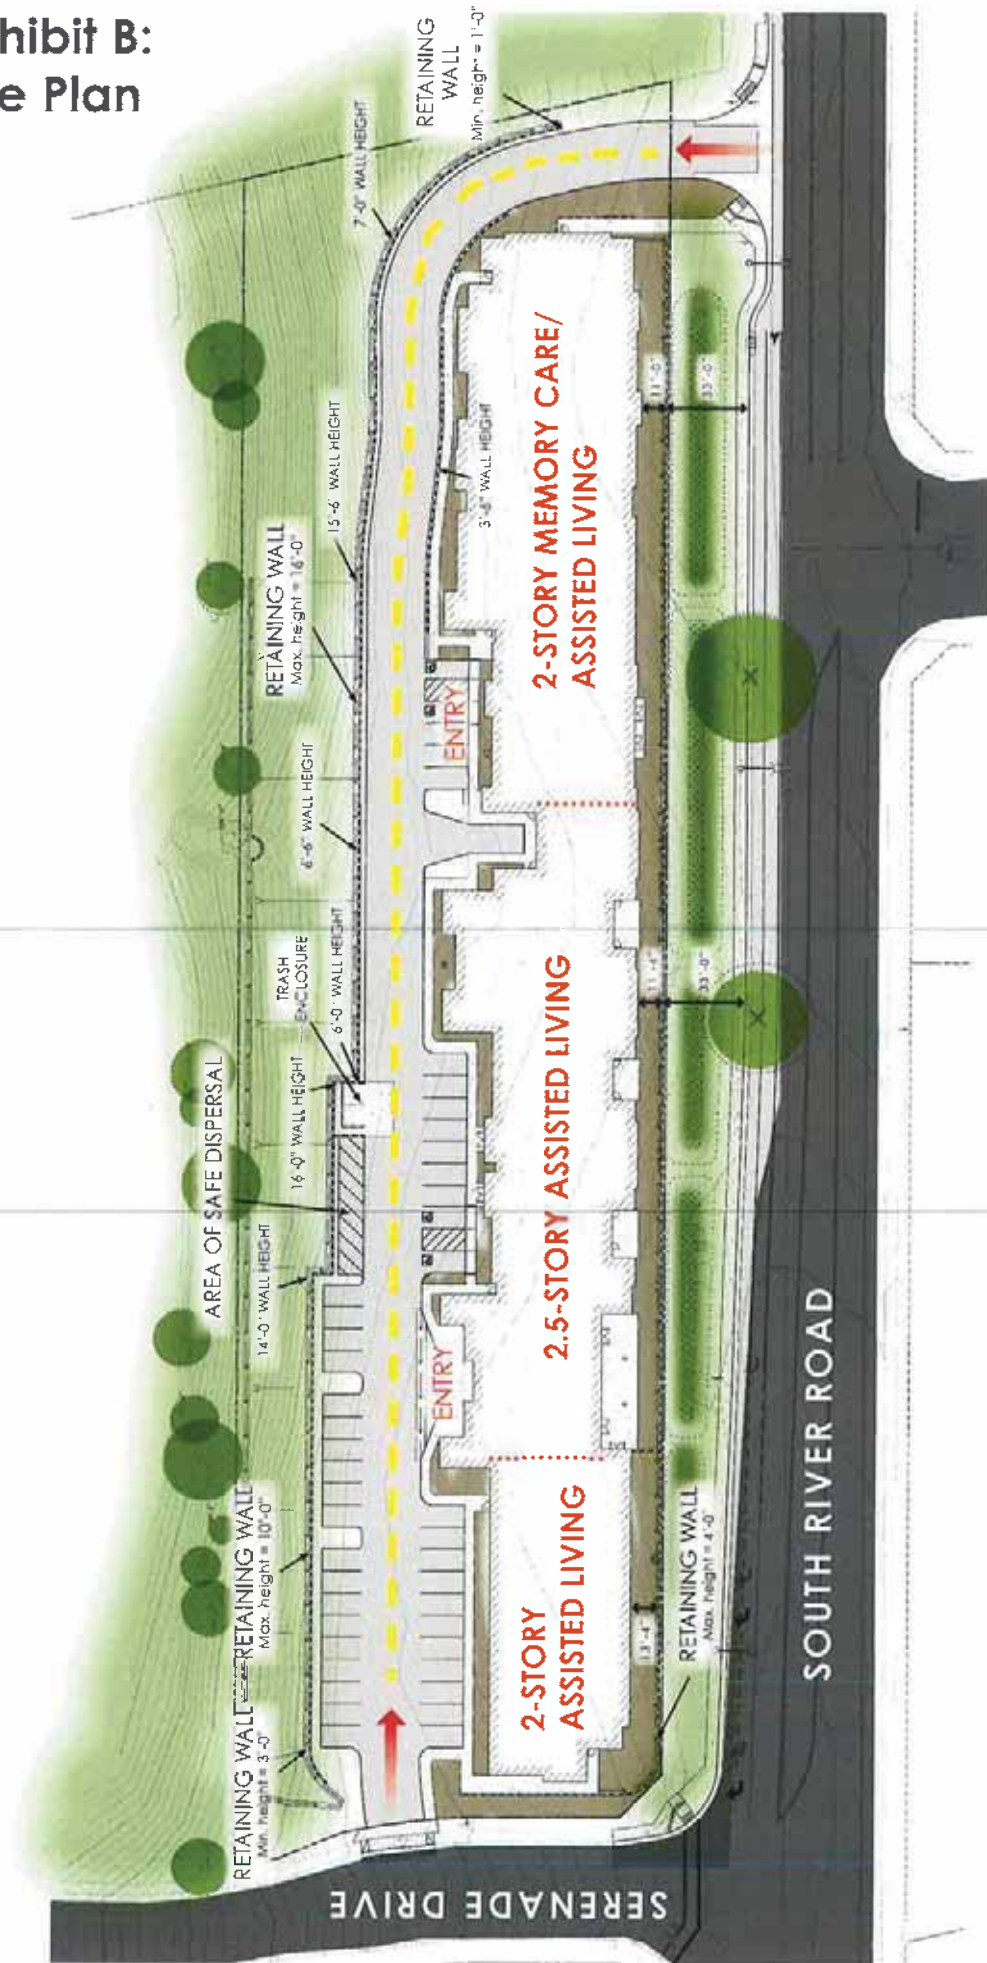 hibit B:
e Plan
RETAINING
WALL
Min. height = 1'-0"
7'-0" WALL HEIGHT
15'-6" WALL HEIGHT
RETAINING WALL
Max. height = 16'-0"
3'-6" WALL HEIGHT
2-STORY MEMORY CARE/
ASSISTED LIVING
11'-0"
33'-0"
ENTRY
6'-6" WALL HEIGHT
TRASH
ENCLOSURE
6'-0" WALL HEIGHT
16'-0" WALL HEIGHT
AREA OF SAFE DISPERSAL
14'-0" WALL HEIGHT
2.5-STORY ASSISTED LIVING
11'-4"
33'-0"
ENTRY
RETAINING WALL
Max. height = 10'-0"
RETAINING WALL
Min. height = 3'-0"
2-STORY
ASSISTED LIVING
13'-4"
RETAINING WALL
Max. height = 4'-0"
SOUTH RIVER ROAD
SERENADE DRIVE